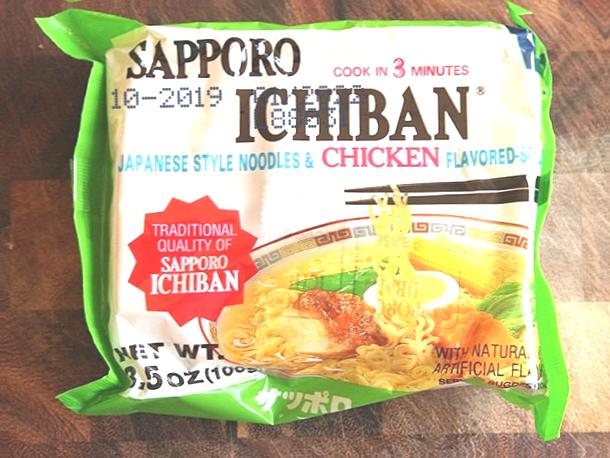 SAPPORO
COOK IN 3 MINUTES
10-2019
ICHIBAN®
JAPANESE STYLE NOODLES & CHICKEN FLAVORED-
TRADITIONAL
QUALITY OF
SAPPORO
ICHIBAN
NET WT.
3.5 OZ (100
WITH NATURAL
ARTIFICIAL
サッポロ